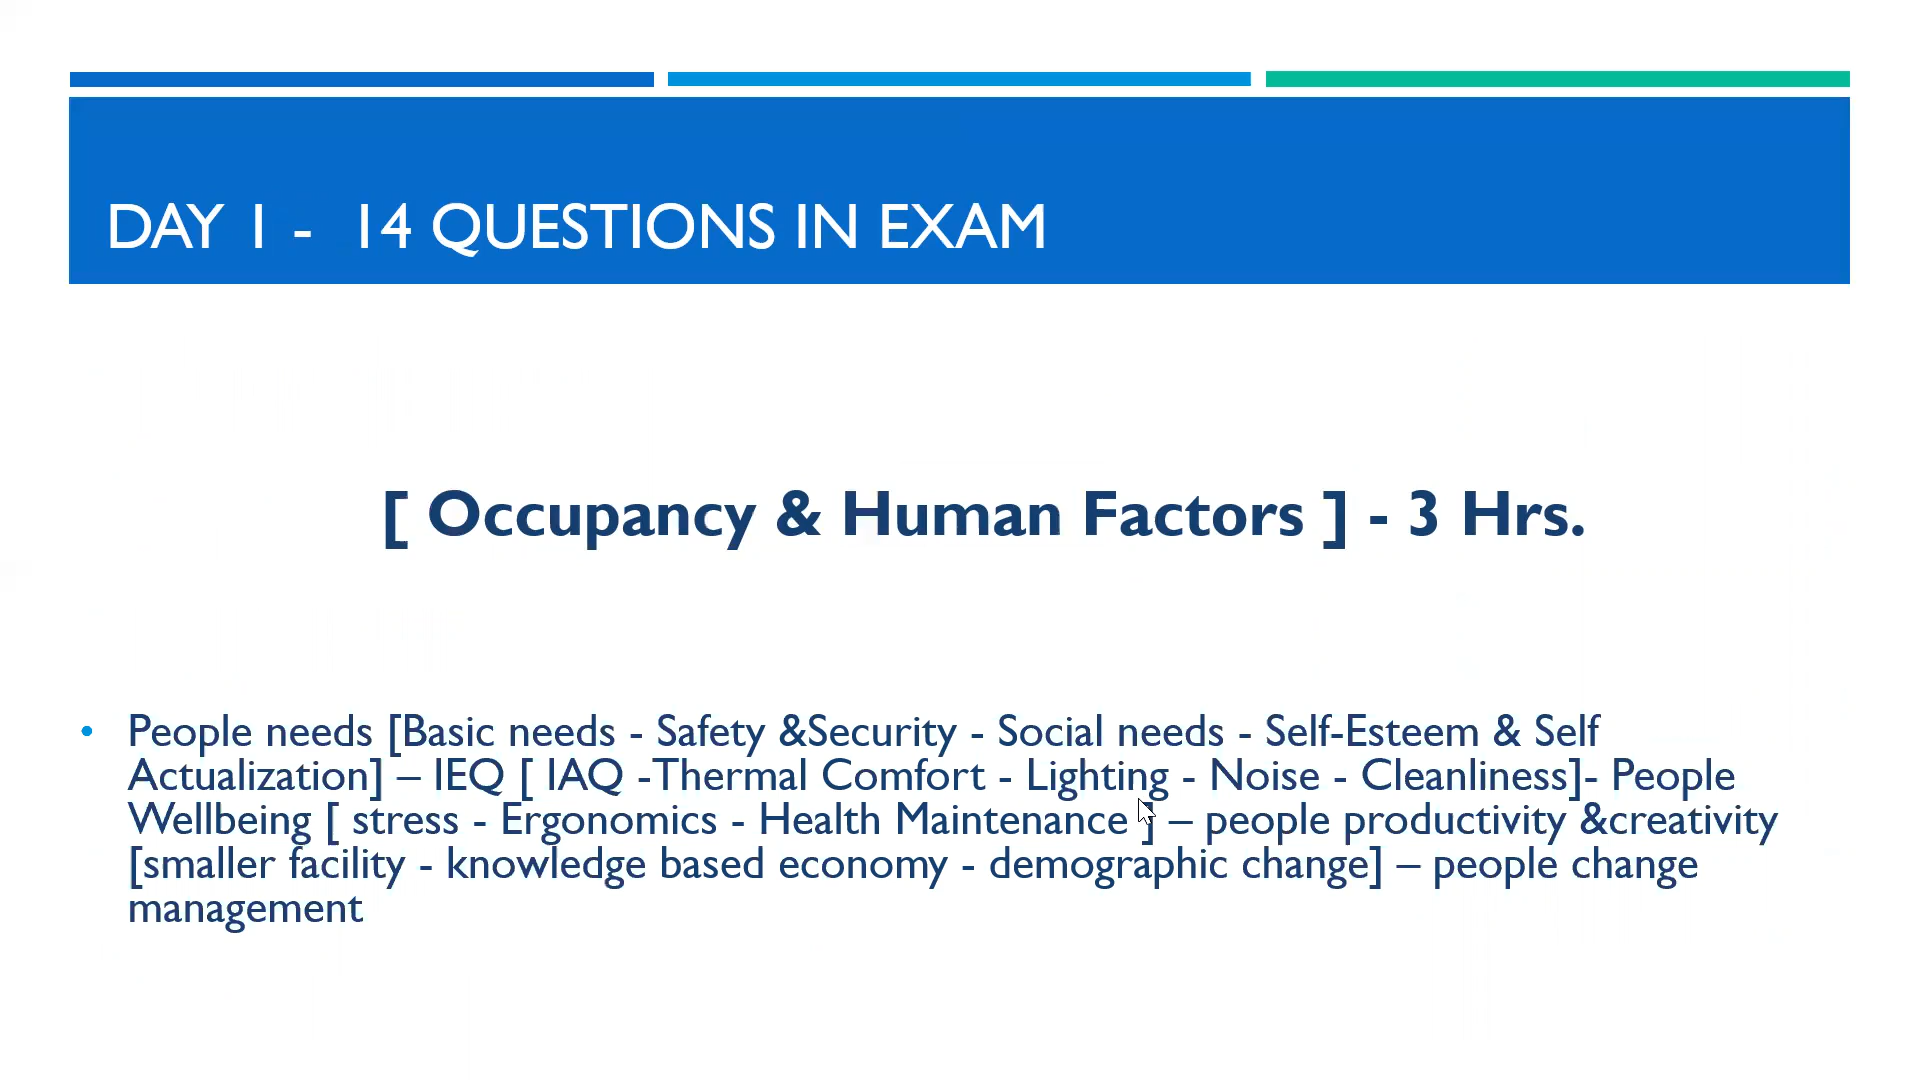 DAY 1 - 14 QUESTIONS IN EXAM
[ Occupancy & Human Factors ] - 3 Hrs.
• People needs [Basic needs - Safety &Security - Social needs - Self-Esteem & Self
Actualization] – IEQ [ IAQ -Thermal Comfort - Lighting - Noise - Cleanliness]- People
Wellbeing [ stress - Ergonomics - Health Maintenance ] – people productivity &creativity
[smaller facility - knowledge based economy - demographic change] – people change
management